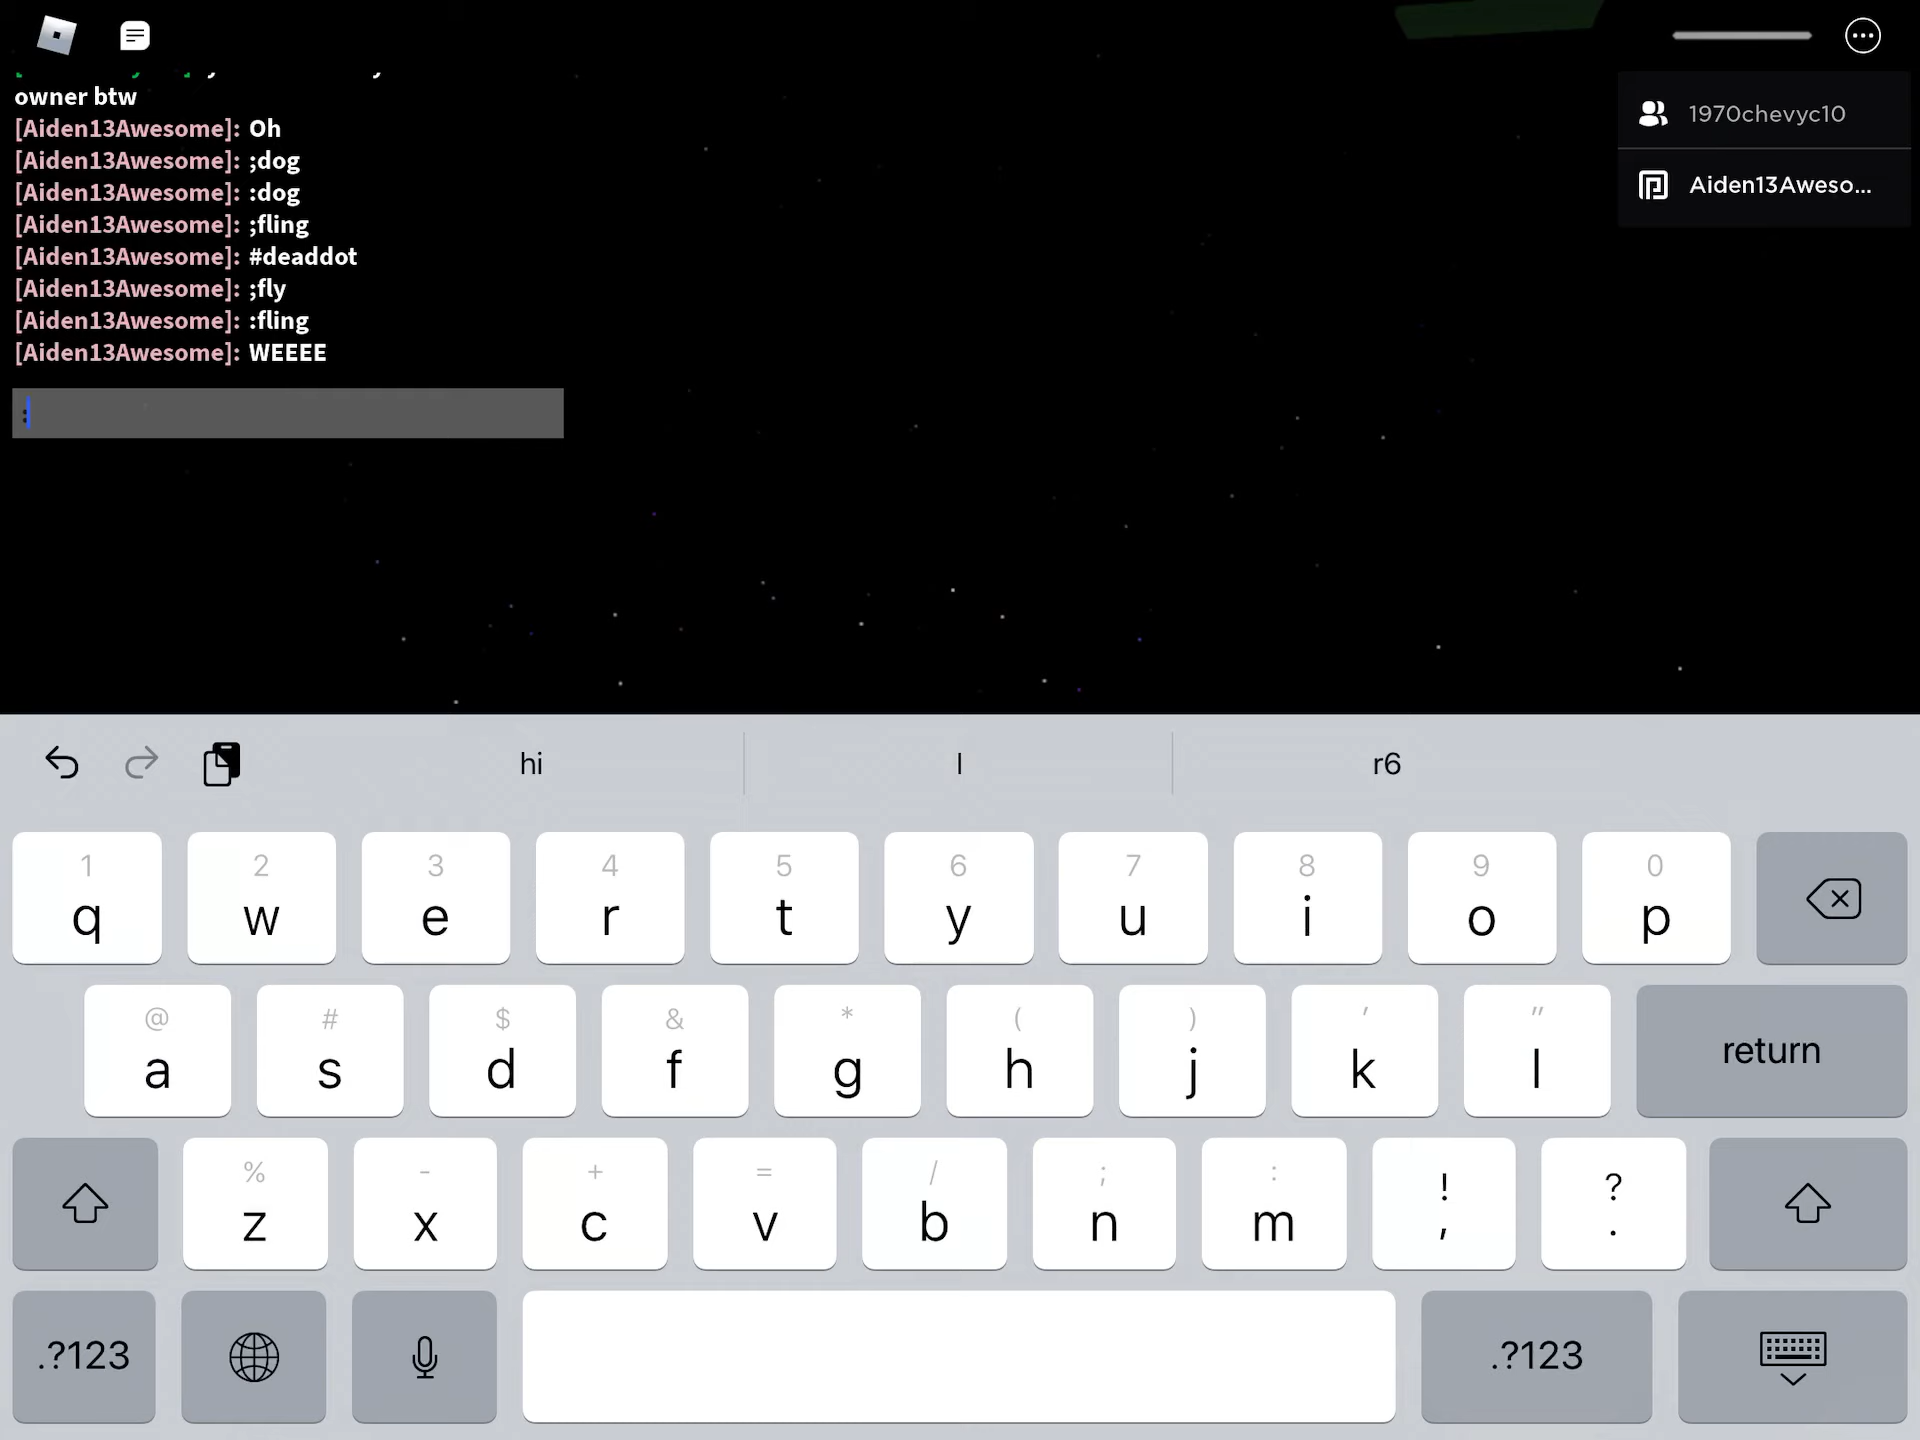 owner btw
[Aiden13Awesome]: Oh
[Aiden13Awesome]: ;dog
[Aiden13Awesome]: :dog
[Aiden13Awesome]: ;fling
[Aiden13Awesome]: #deaddot
[Aiden13Awesome]: ;fly
[Aiden13Awesome]: :fling
[Aiden13Awesome]: WEEEE
:
1970chevyc10
Aiden13Aweso...
hi I r6
1 2 3 4 5 6 7 8 9 0
q w e r t y u i o p
@ # $ & * ( ) ' "
a s d f g h j k l return
% - + = / ; : ! ?
z x c v b n m , .
.?123 .?123